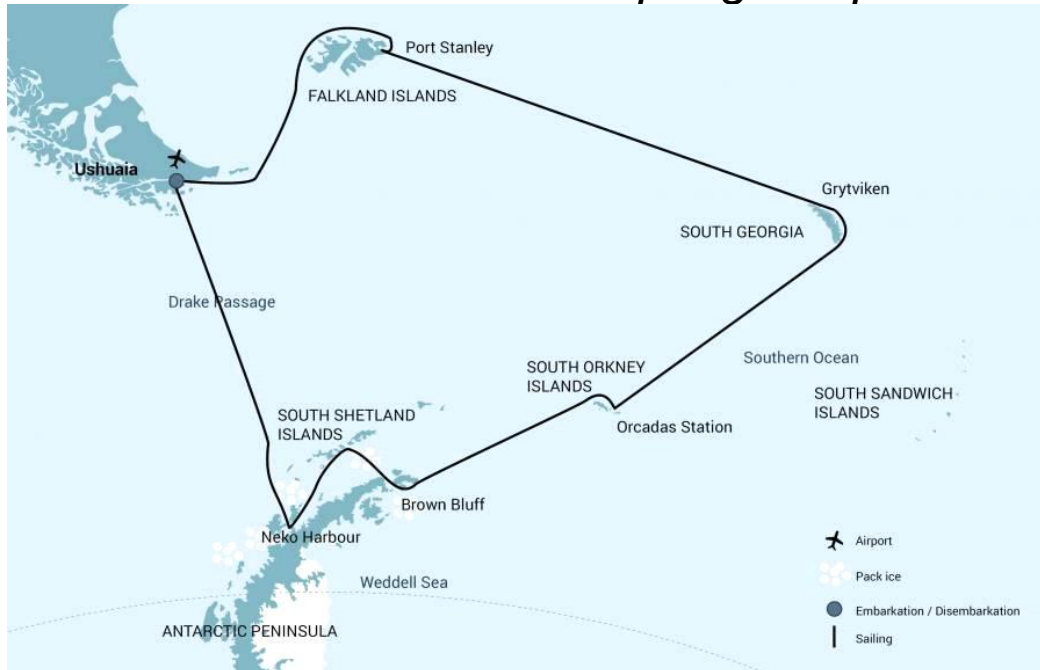 Port Stanley
FALKLAND ISLANDS
Ushuaia
Grytviken
SOUTH GEORGIA
Drake Passage
Southern Ocean
SOUTH ORKNEY
ISLANDS
SOUTH SANDWICH
ISLANDS
SOUTH SHETLAND
ISLANDS
Orcadas Station
Brown Bluff
Neko Harbour
Weddell Sea
ANTARCTIC PENINSULA
Airport
Pack ice
Embarkation / Disembarkation
Sailing